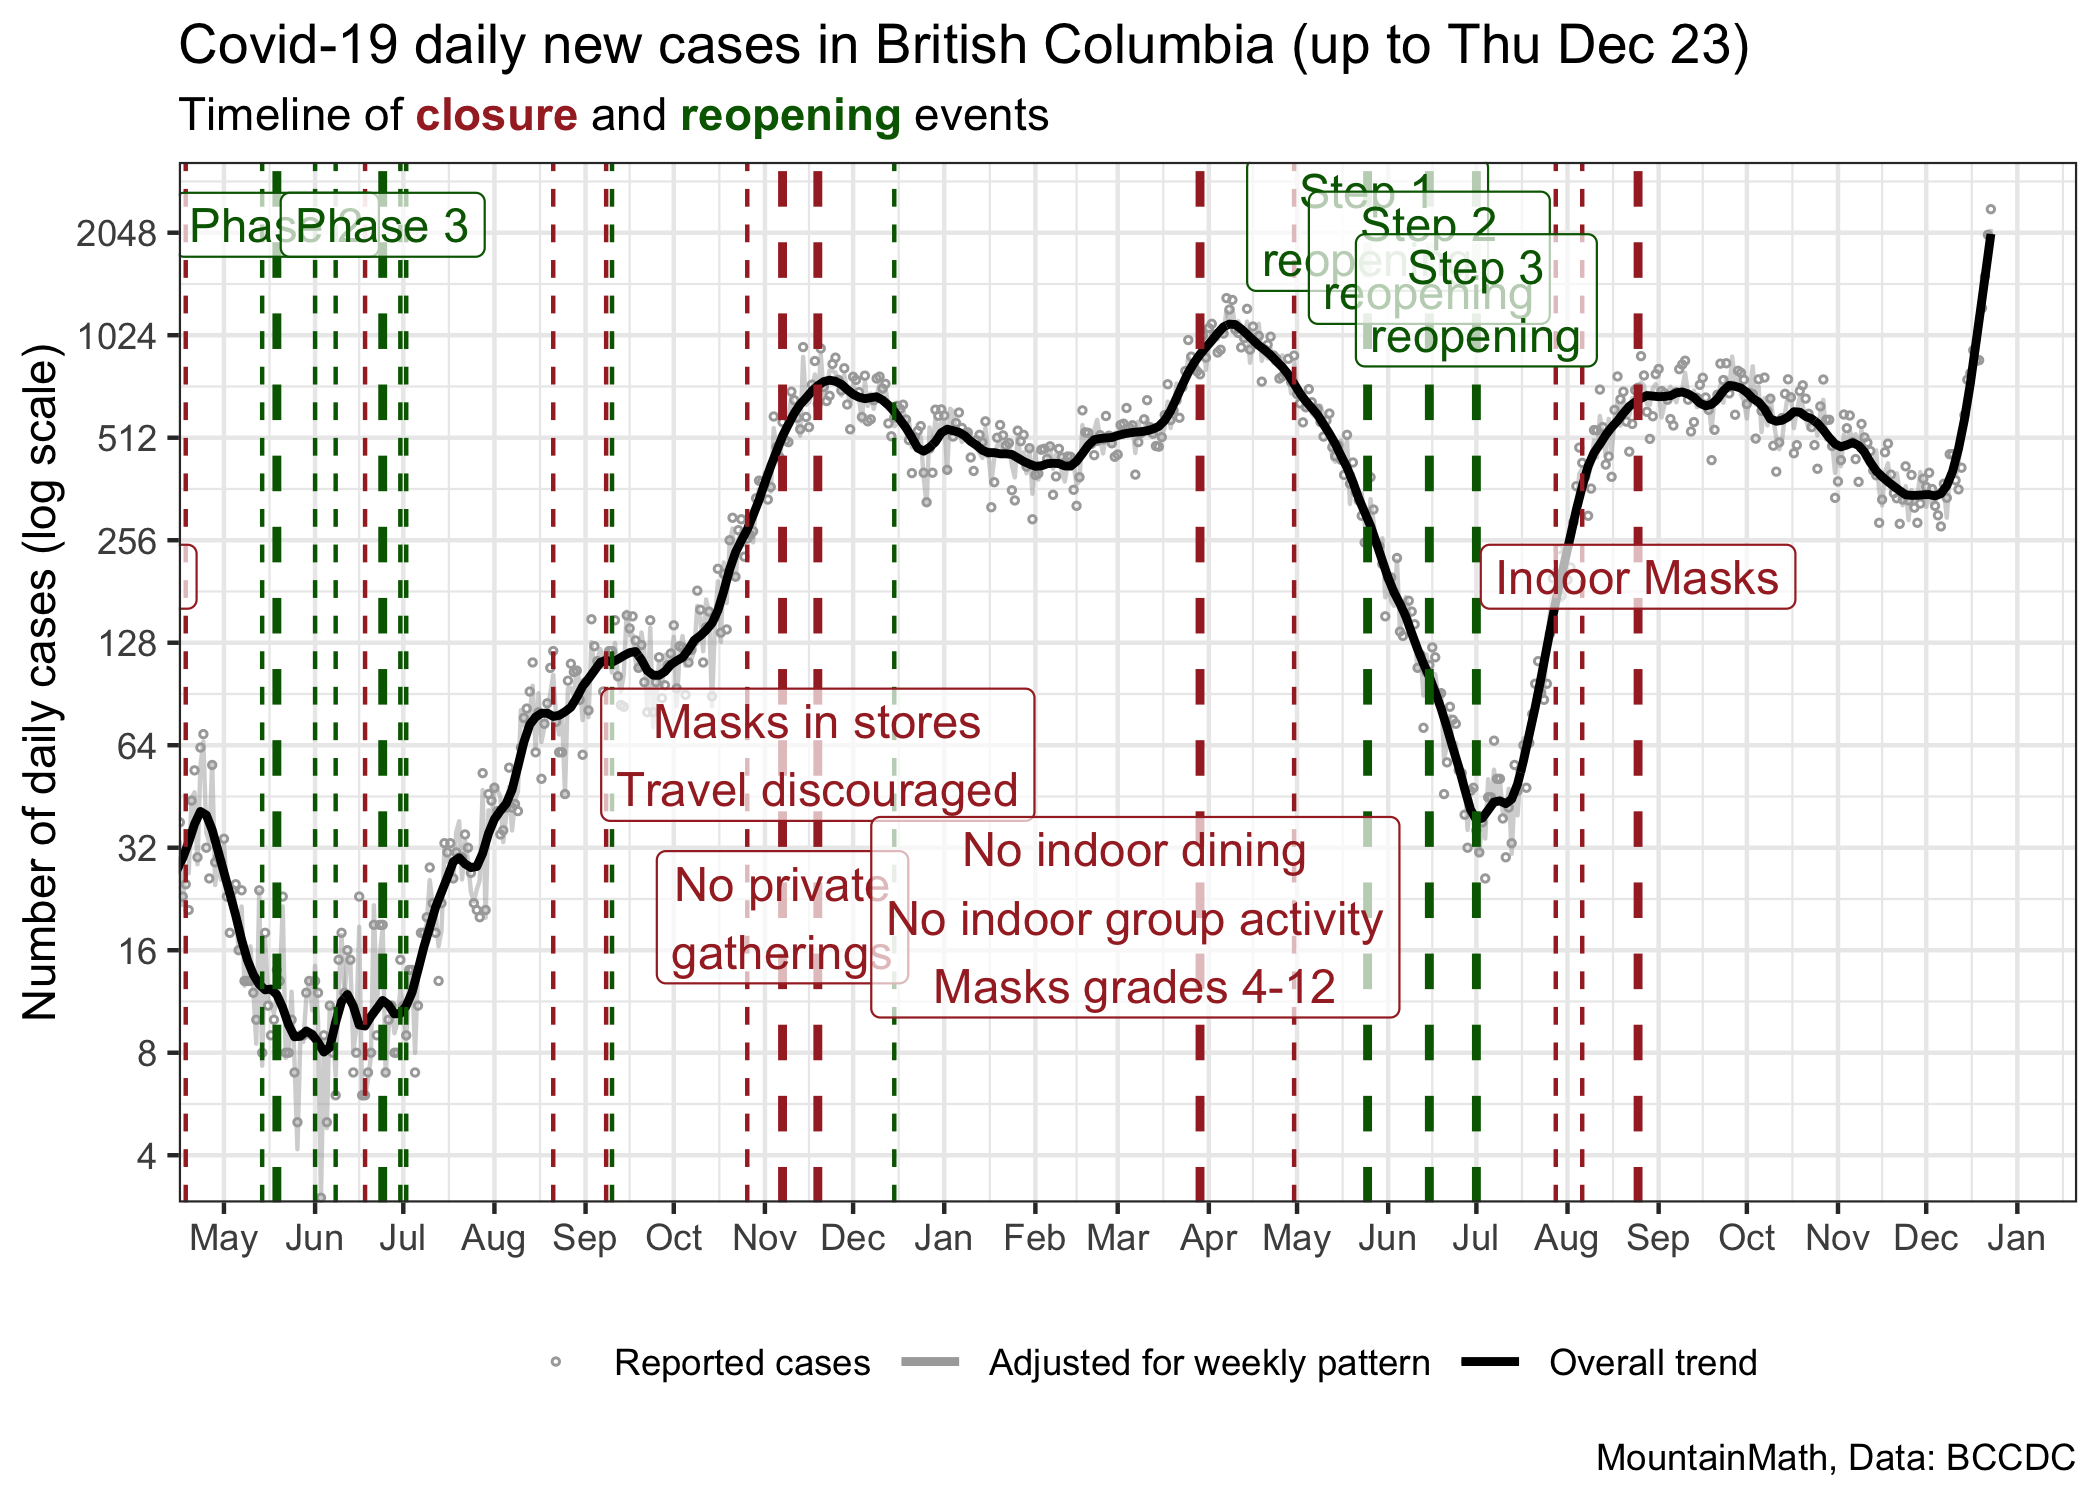 Covid-19 daily new cases in British Columbia (up to Thu Dec 23)
Timeline of closure and reopening events
Number of daily cases (log scale)
2048
1024
512
256
128
64
32
16
8
4
Phase 2
Phase 3
Step 1
reopening
Step 2
reopening
Step 3
reopening
Indoor Masks
Masks in stores
Travel discouraged
No private
gatherings
No indoor dining
No indoor group activity
Masks grades 4-12
May Jun Jul Aug Sep Oct Nov Dec Jan Feb Mar Apr May Jun Jul Aug Sep Oct Nov Dec Jan
Reported cases Adjusted for weekly pattern Overall trend
MountainMath, Data: BCCDC